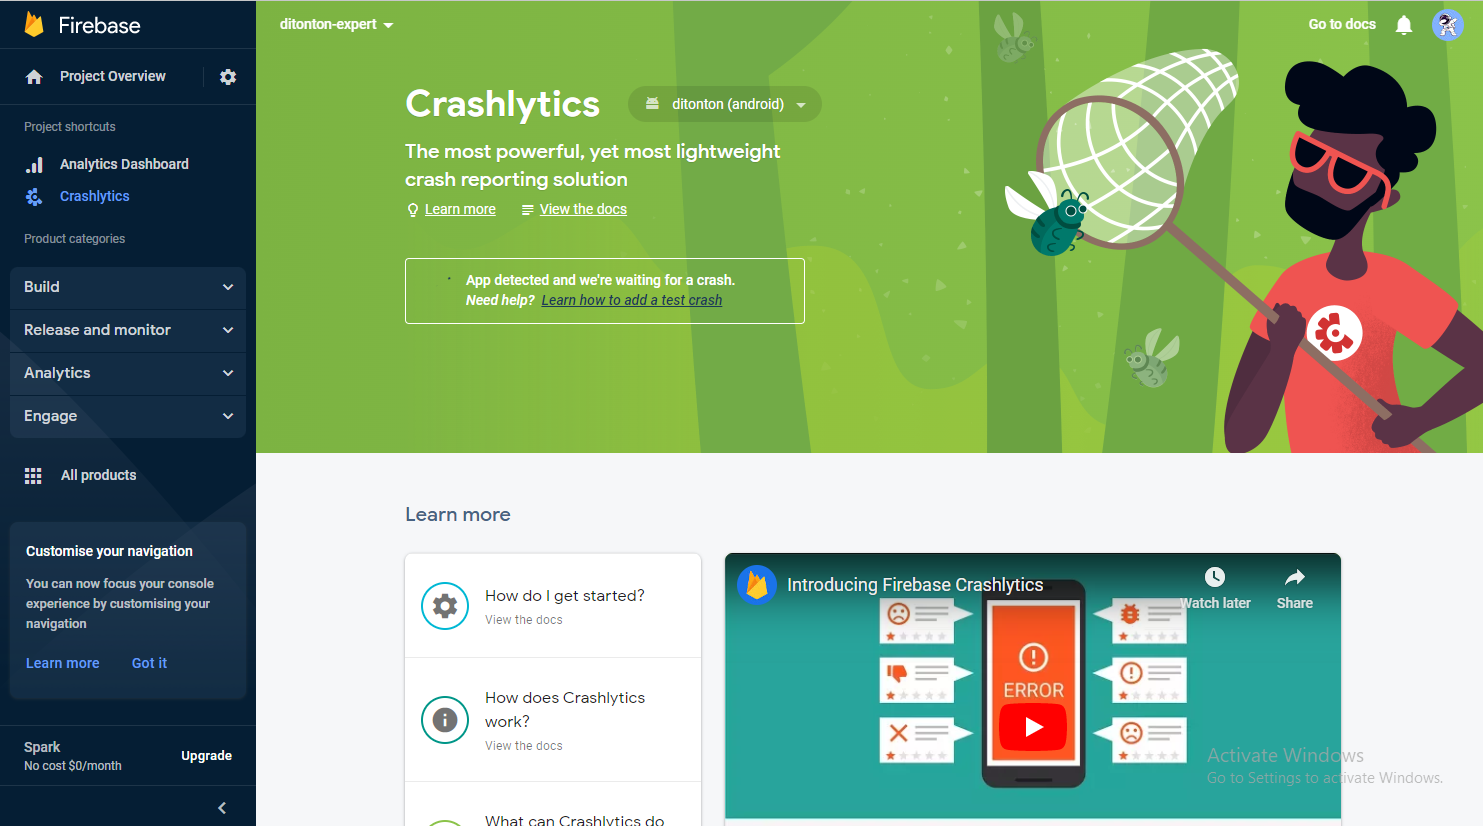 Firebase
Project Overview
Project shortcuts
Analytics Dashboard
Crashlytics
Product categories
Build
Release and monitor
Analytics
Engage
All products
Customise your navigation
You can now focus your console
experience by customising your
navigation
Learn more Got it
Spark
No cost $0/month
Upgrade
ditonton-expert
Go to docs
Crashlytics
ditonton (android)
The most powerful, yet most lightweight
crash reporting solution
Learn more View the docs
App detected and we're waiting for a crash.
Need help? Learn how to add a test crash
Learn more
How do I get started?
View the docs
How does Crashlytics
work?
View the docs
What can Crashlytics do
Introducing Firebase Crashlytics
Watch later
Share
ERROR
Activate Windows
Go to Settings to activate Windows.